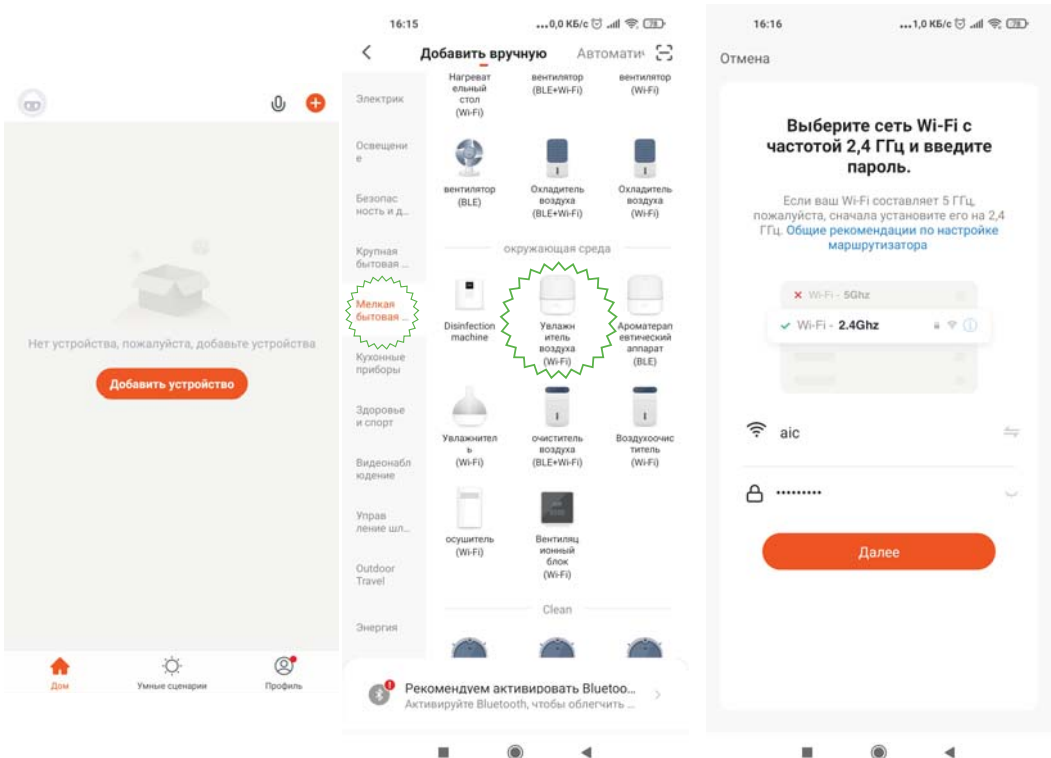 Нет устройства, пожалуйста, добавьте устройства
Добавить устройство
Дом
Умные сценарии
Профиль
16:15
...0,0 КБ/с
78
Добавить вручную
Автомати
Электрик
Освещени
е
Безопас
ность и д...
Крупная
бытовая ...
Мелкая
бытовая ...
Кухонные
приборы
Здоровье
и спорт
Видеонабл
юдение
Управ
ление шл...
Outdoor
Travel
Энергия
Нагреват
ельный
стол
(Wi-Fi)
вентилятор
(BLE+Wi-Fi)
вентилятор
(Wi-Fi)
вентилятор
(BLE)
Охладитель
воздуха
(BLE+Wi-Fi)
Охладитель
воздуха
(Wi-Fi)
окружающая среда
Disinfection
machine
Увлажн
итель
воздуха
(Wi-Fi)
Ароматерап
евтический
аппарат
(BLE)
Увлажнител
ь
(Wi-Fi)
очиститель
воздуха
(BLE+Wi-Fi)
Воздухоочис
титель
(Wi-Fi)
осушитель
(Wi-Fi)
Вентиляц
ионный
блок
(Wi-Fi)
Clean
Рекомендуем активировать Bluetoo...
Активируйте Bluetooth, чтобы облегчить ...
16:16
...1,0 КБ/с
78
Отмена
Выберите сеть Wi-Fi с
частотой 2,4 ГГц и введите
пароль.
Если ваш Wi-Fi составляет 5 ГГц,
пожалуйста, сначала установите его на 2,4
ГГц. Общие рекомендации по настройке
маршрутизатора
Wi-Fi - 5Ghz
Wi-Fi - 2.4Ghz
aic
•••••••••
Далее